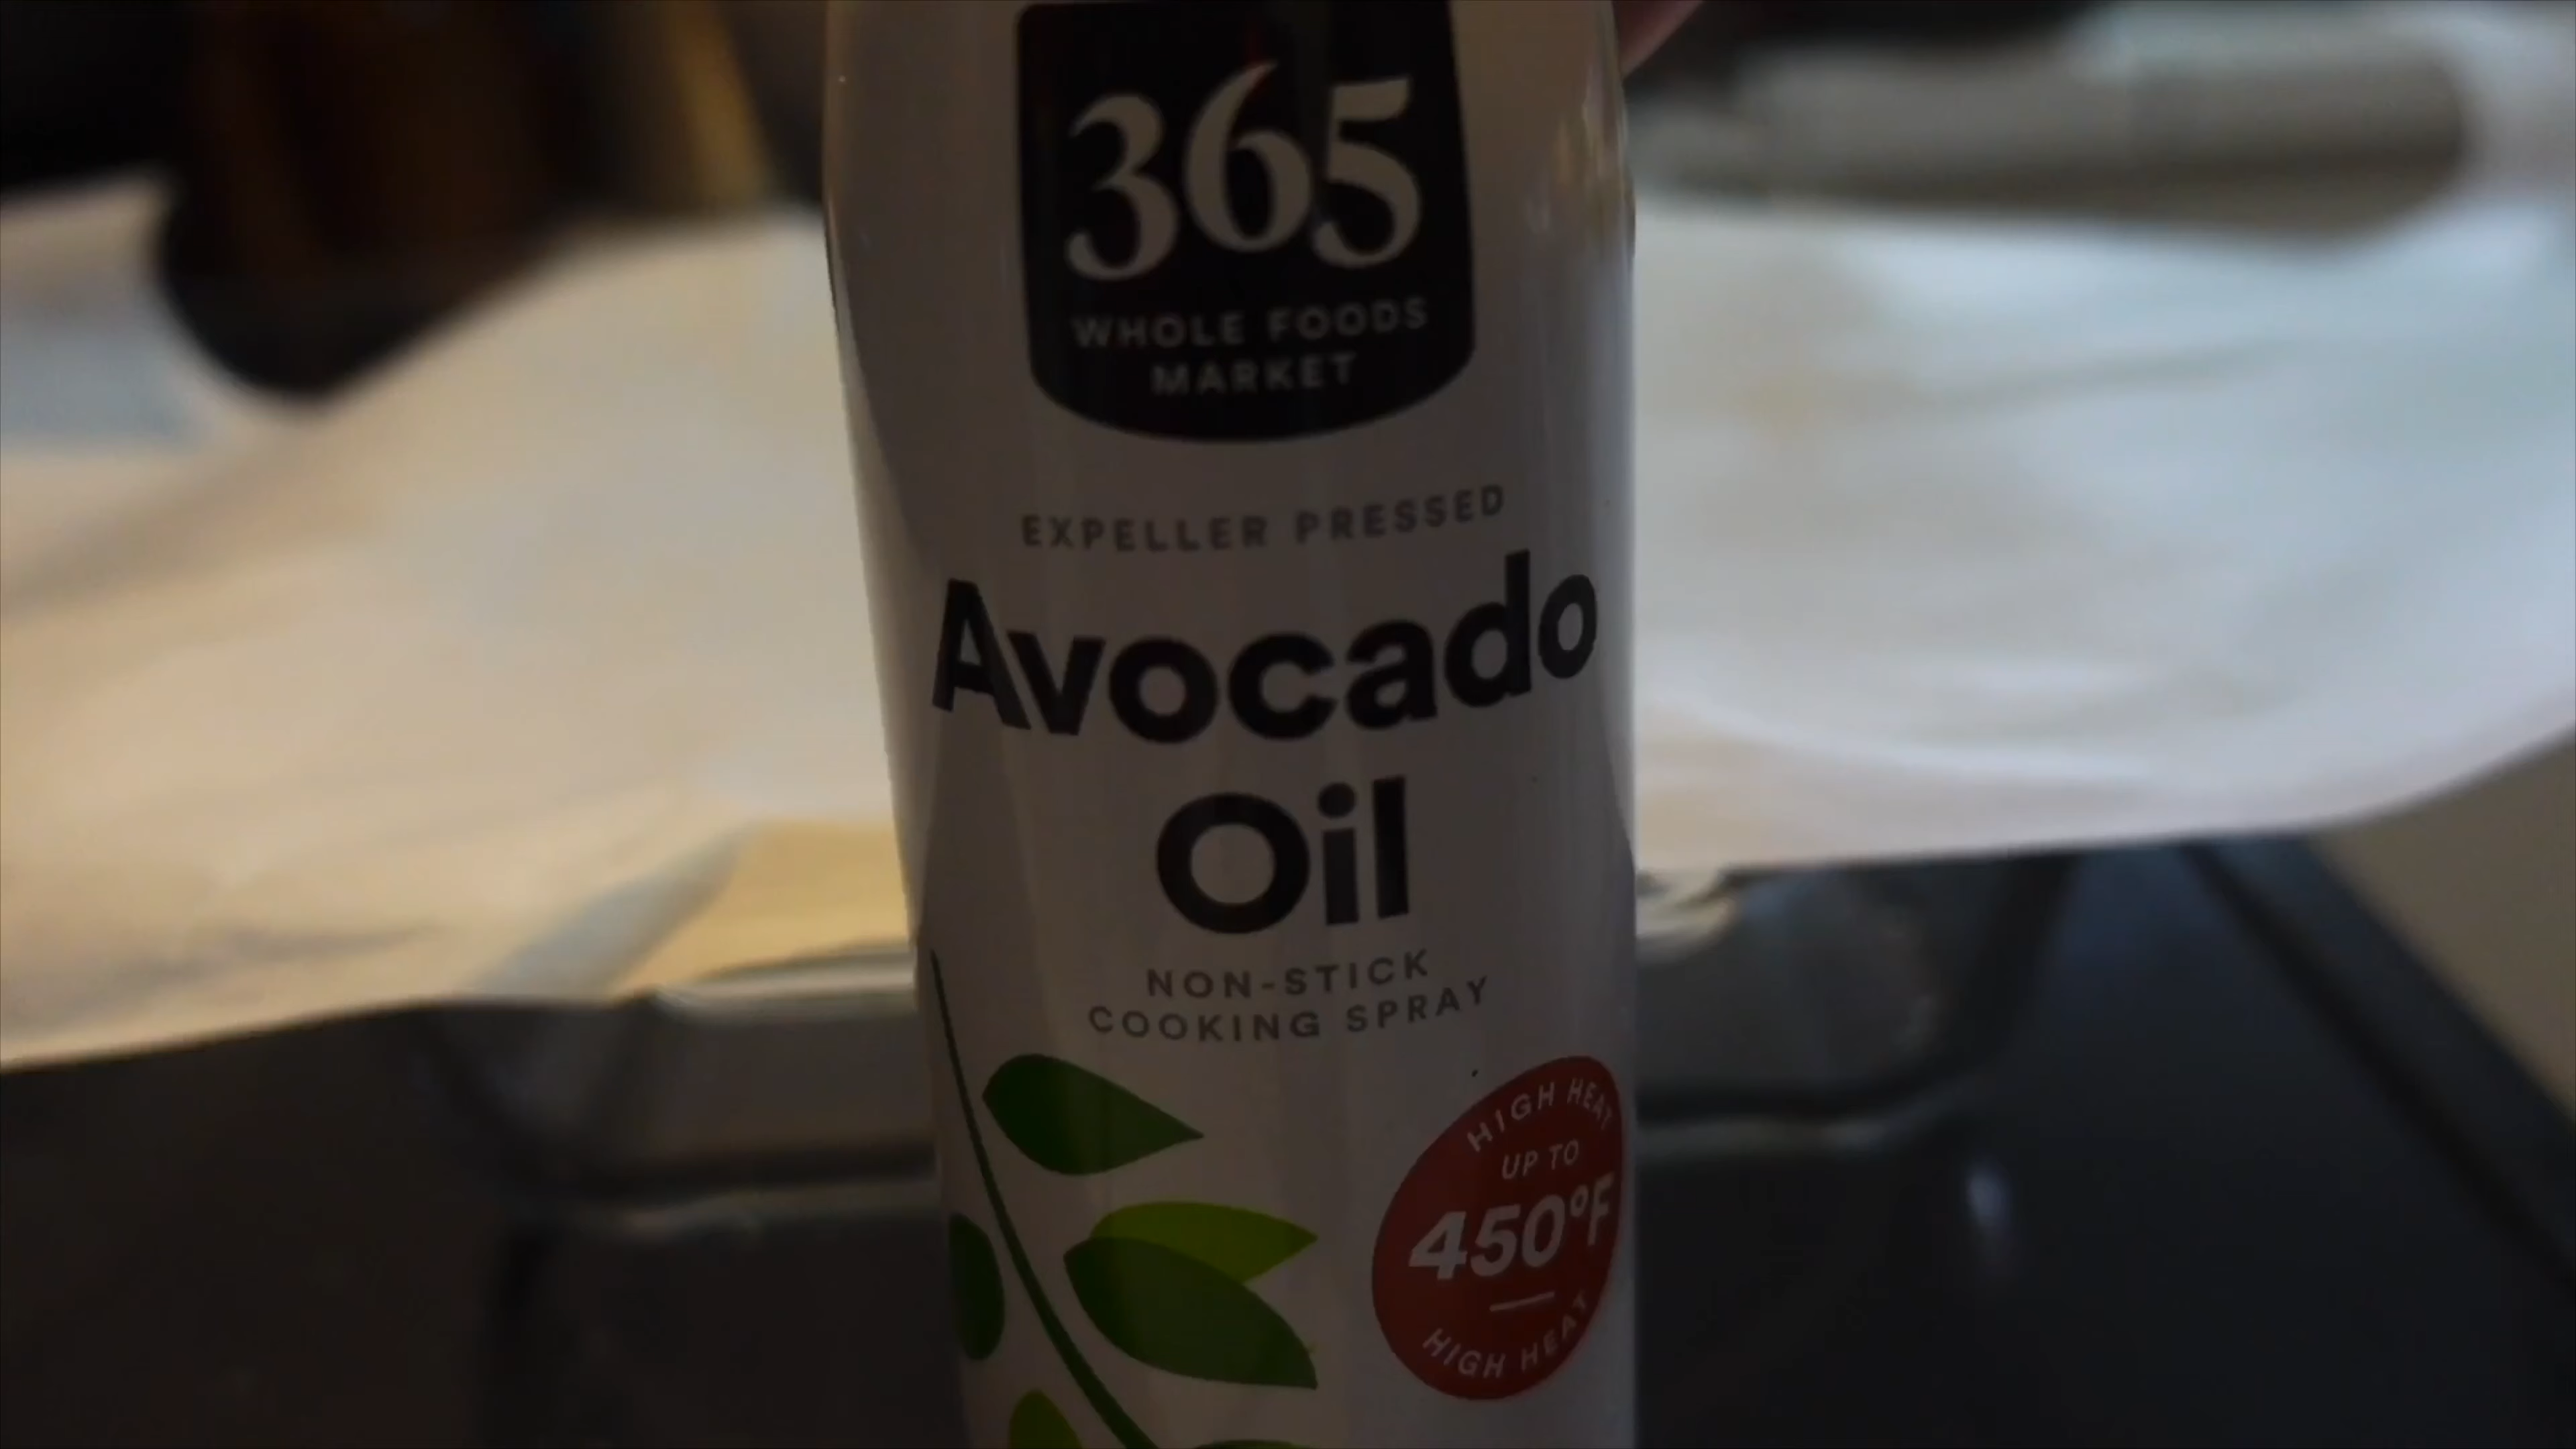 365
WHOLE FOODS
MARKET
EXPELLER PRESSED
Avocado
Oil
NON-STICK
COOKING SPRAY
HIGH HEAT
UP TO
450°F
HIGH HEAT